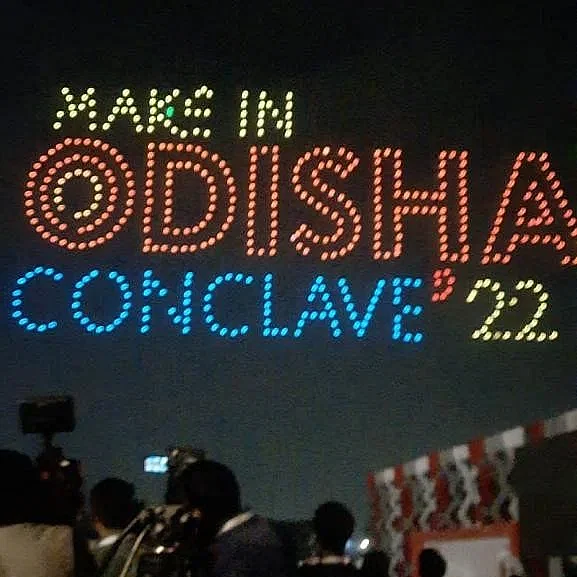 MAKE IN
ODISHA
CONCLAVE '22